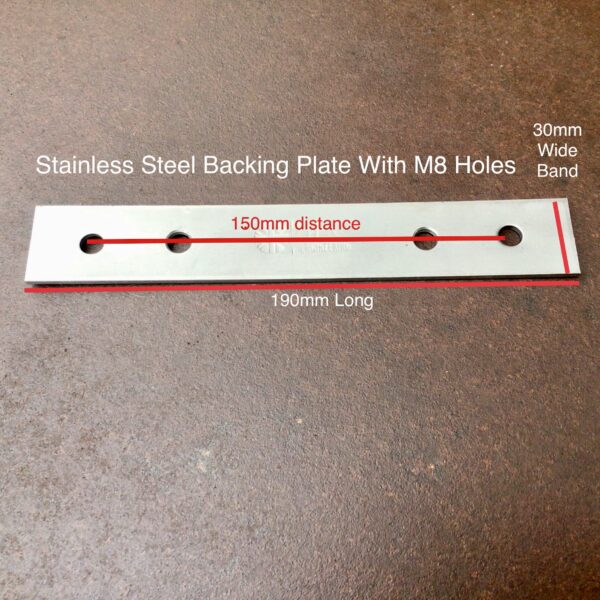 30mm
Wide
Band
Stainless Steel Backing Plate With M8 Holes
150mm distance
190mm Long